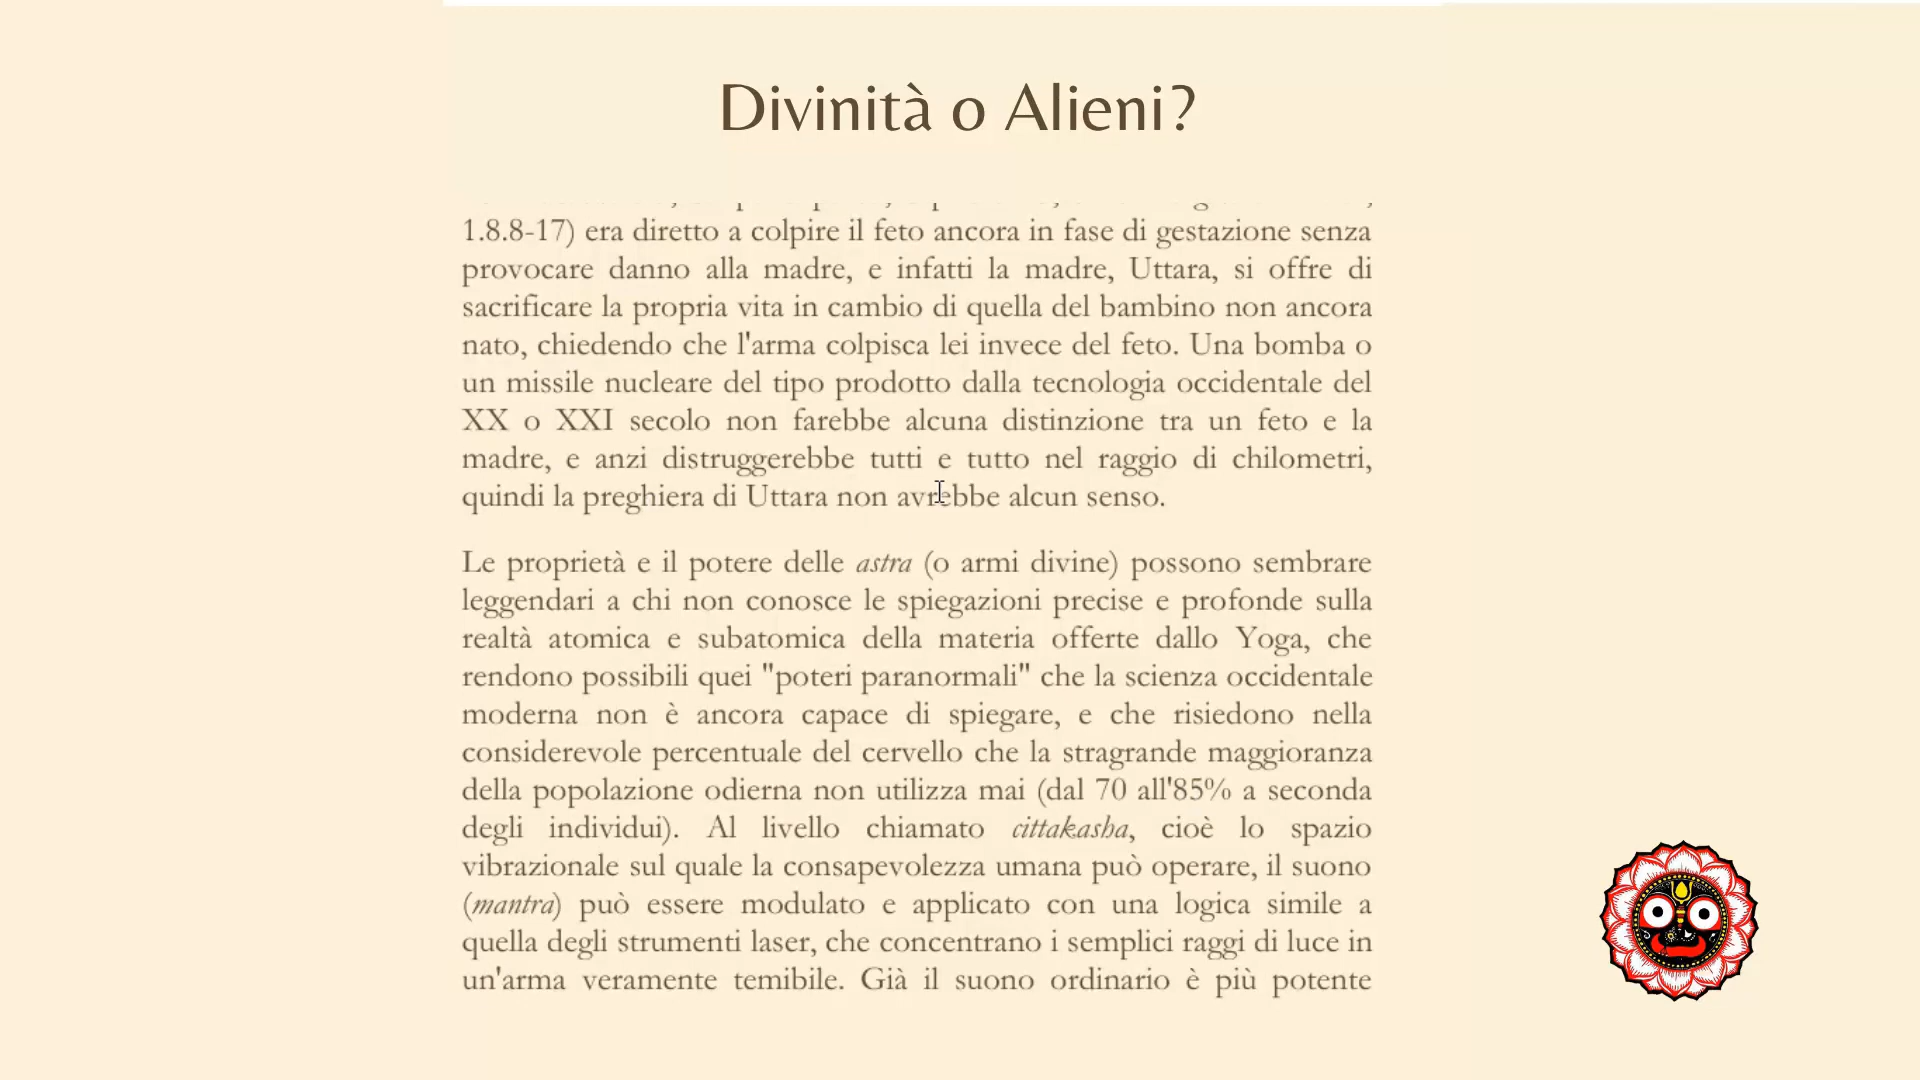 Divinità o Alieni?
1.8.8-17) era diretto a colpire il feto ancora in fase di gestazione senza
provocare danno alla madre, e infatti la madre, Uttara, si offre di
sacrificare la propria vita in cambio di quella del bambino non ancora
nato, chiedendo che l'arma colpisca lei invece del feto. Una bomba o
un missile nucleare del tipo prodotto dalla tecnologia occidentale del
XX o XXI secolo non farebbe alcuna distinzione tra un feto e la
madre, e anzi distruggerebbe tutti e tutto nel raggio di chilometri,
quindi la preghiera di Uttara non avrebbe alcun senso.
Le proprietà e il potere delle astra (o armi divine) possono sembrare
leggendari a chi non conosce le spiegazioni precise e profonde sulla
realtà atomica e subatomica della materia offerte dallo Yoga, che
rendono possibili quei "poteri paranormali" che la scienza occidentale
moderna non è ancora capace di spiegare, e che risiedono nella
considerevole percentuale del cervello che la stragrande maggioranza
della popolazione odierna non utilizza mai (dal 70 all'85% a seconda
degli individui). Al livello chiamato cittakasha, cioè lo spazio
vibrazionale sul quale la consapevolezza umana può operare, il suono
(mantra) può essere modulato e applicato con una logica simile a
quella degli strumenti laser, che concentrano i semplici raggi di luce in
un'arma veramente temibile. Già il suono ordinario è più potente